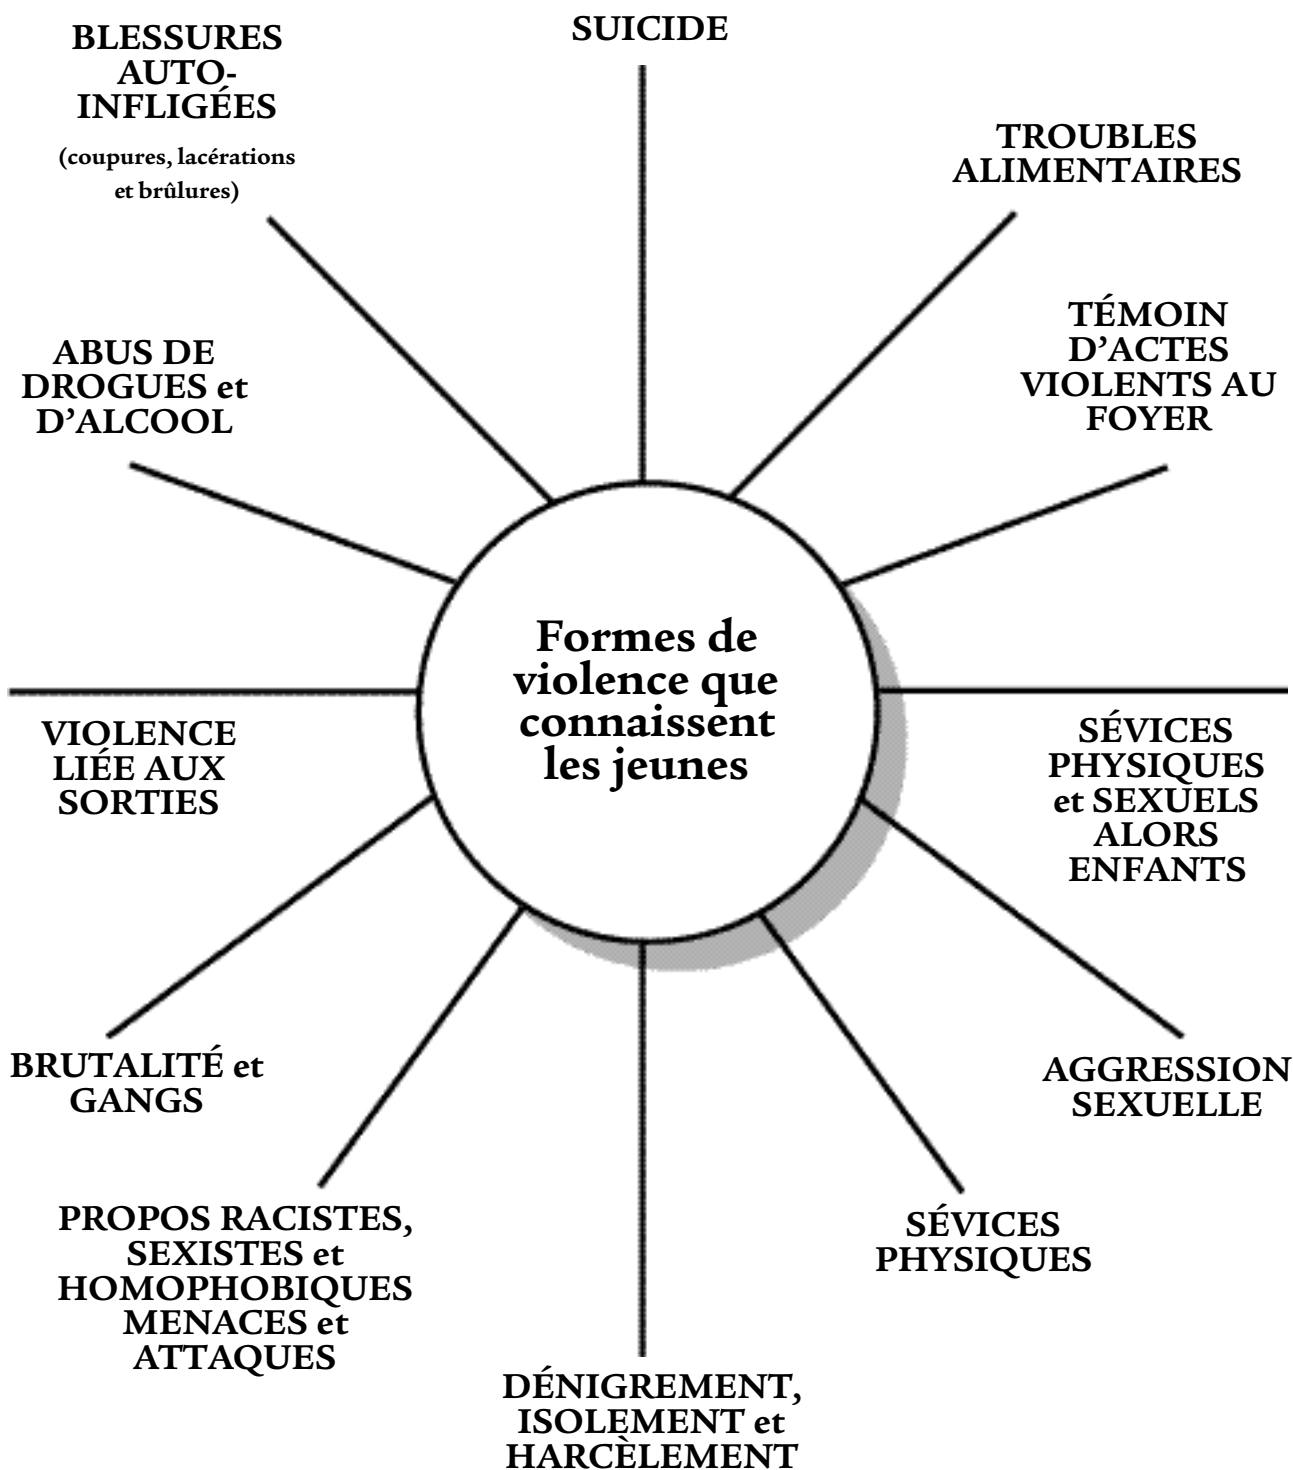 SUICIDE
BLESSURES
AUTO-
INFLIGÉES
(coupures, lacérations
et brûlures)
TROUBLES
ALIMENTAIRES
TÉMOIN
D’ACTES
VIOLENTS AU
FOYER
ABUS DE
DROGUES et
D’ALCOOL
Formes de
violence que
connaissent
les jeunes
VIOLENCE
LIÉE AUX
SORTIES
SÉVICES
PHYSIQUES
et SEXUELS
ALORS
ENFANTS
BRUTALITÉ et
GANGS
AGGRESSION
SEXUELLE
PROPOS RACISTES,
SEXISTES et
HOMOPHOBIQUES
MENACES et
ATTAQUES
SÉVICES
PHYSIQUES
DÉNIGREMENT,
ISOLEMENT et
HARCÈLEMENT